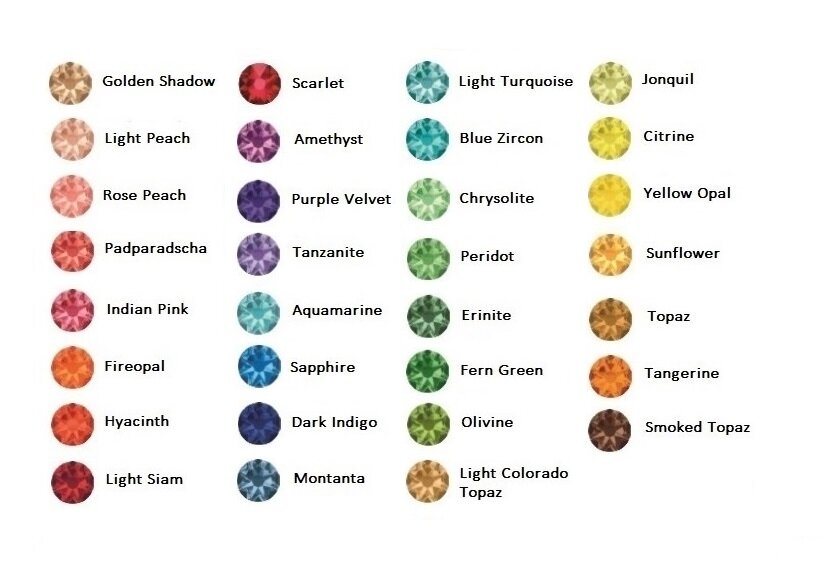 Golden Shadow
Light Peach
Rose Peach
Padparadscha
Indian Pink
Fireopal
Hyacinth
Light Siam
Scarlet
Amethyst
Purple Velvet
Tanzanite
Aquamarine
Sapphire
Dark Indigo
Montanta
Light Turquoise
Blue Zircon
Chrysolite
Peridot
Erinite
Fern Green
Olivine
Light Colorado
Topaz
Jonquil
Citrine
Yellow Opal
Sunflower
Topaz
Tangerine
Smoked Topaz